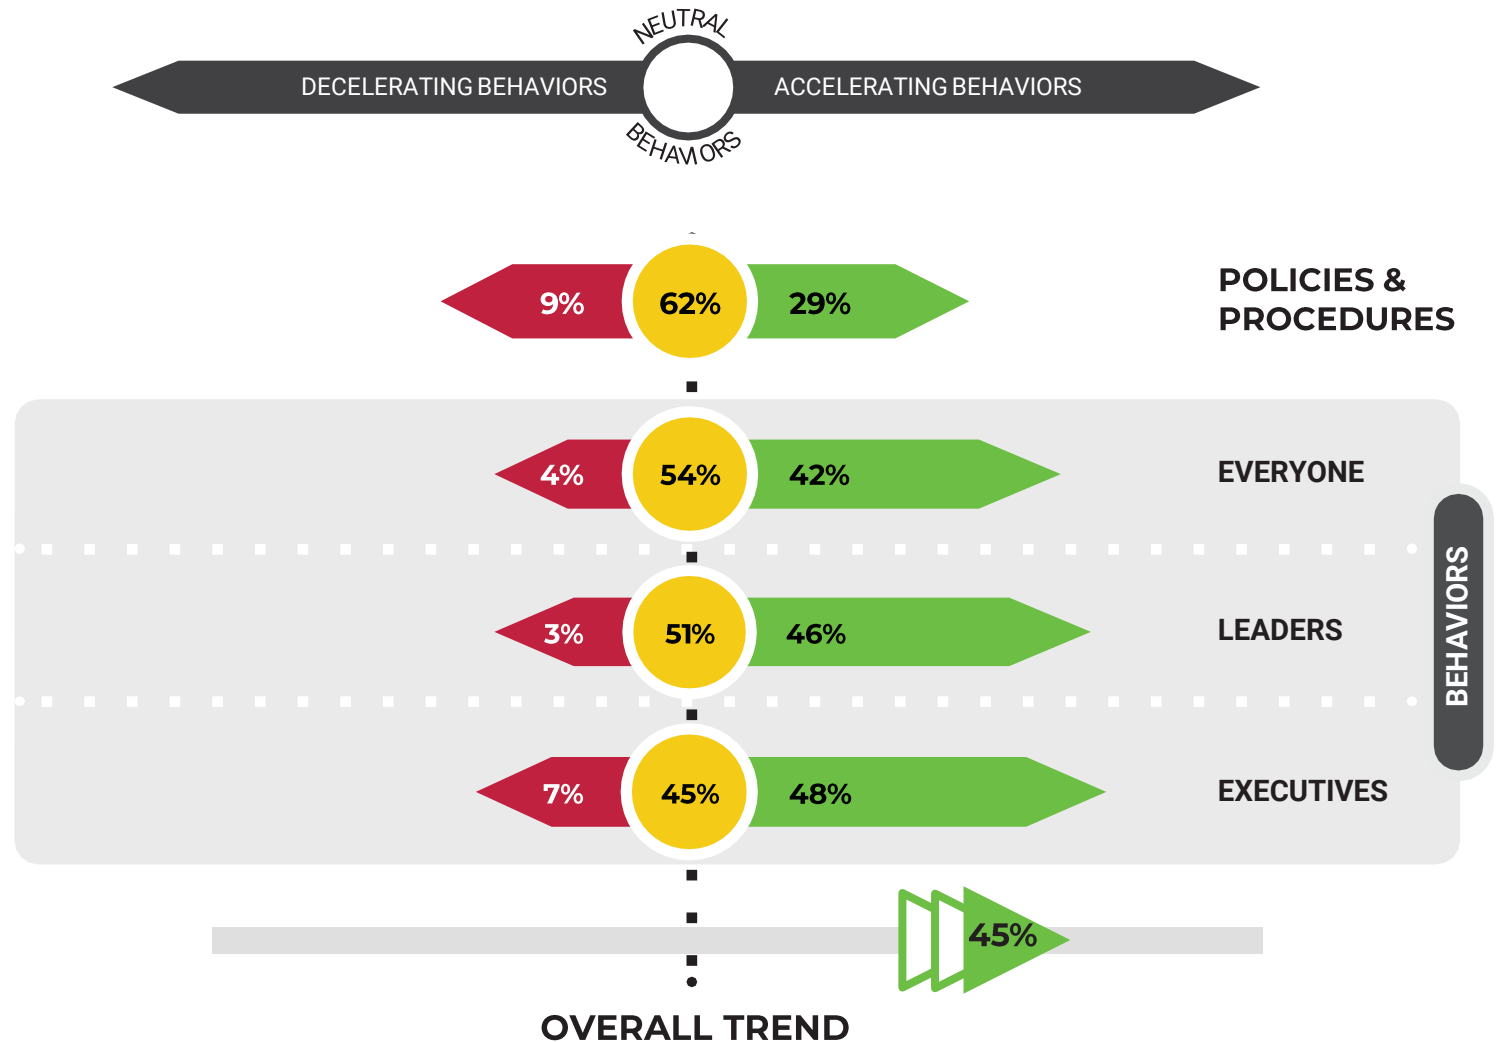 NEUTRAL
DECELERATING BEHAVIORS
ACCELERATING BEHAVIORS
BEHAVIORS
9%
62%
29%
POLICIES &
PROCEDURES
4%
54%
42%
EVERYONE
3%
51%
46%
LEADERS
BEHAVIORS
7%
45%
48%
EXECUTIVES
45%
OVERALL TREND